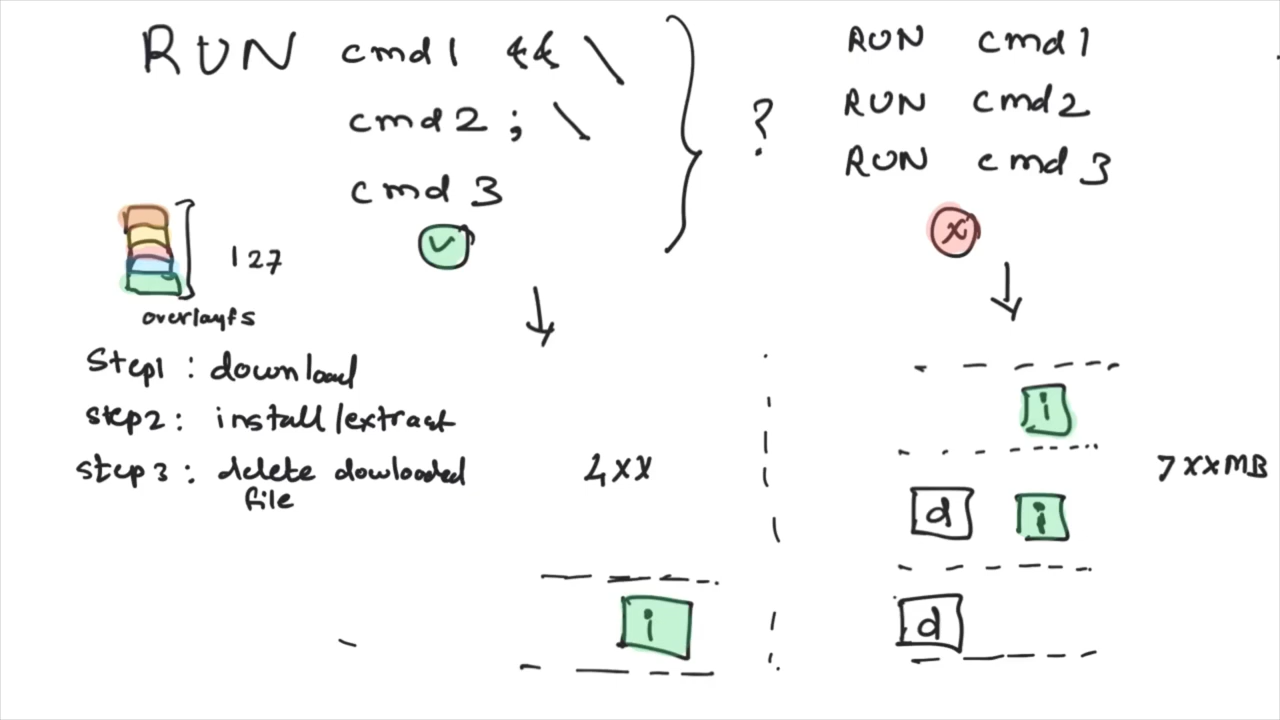 RUN cmd1 && \
cmd2 ; \
cmd3
?
RUN cmd1
RUN cmd2
RUN cmd3
x
127
overlayfs
Step1 : download
step2 : install/extract
step3 : delete dowloaded
file
4XX
i
i
d i
d
7XXMB